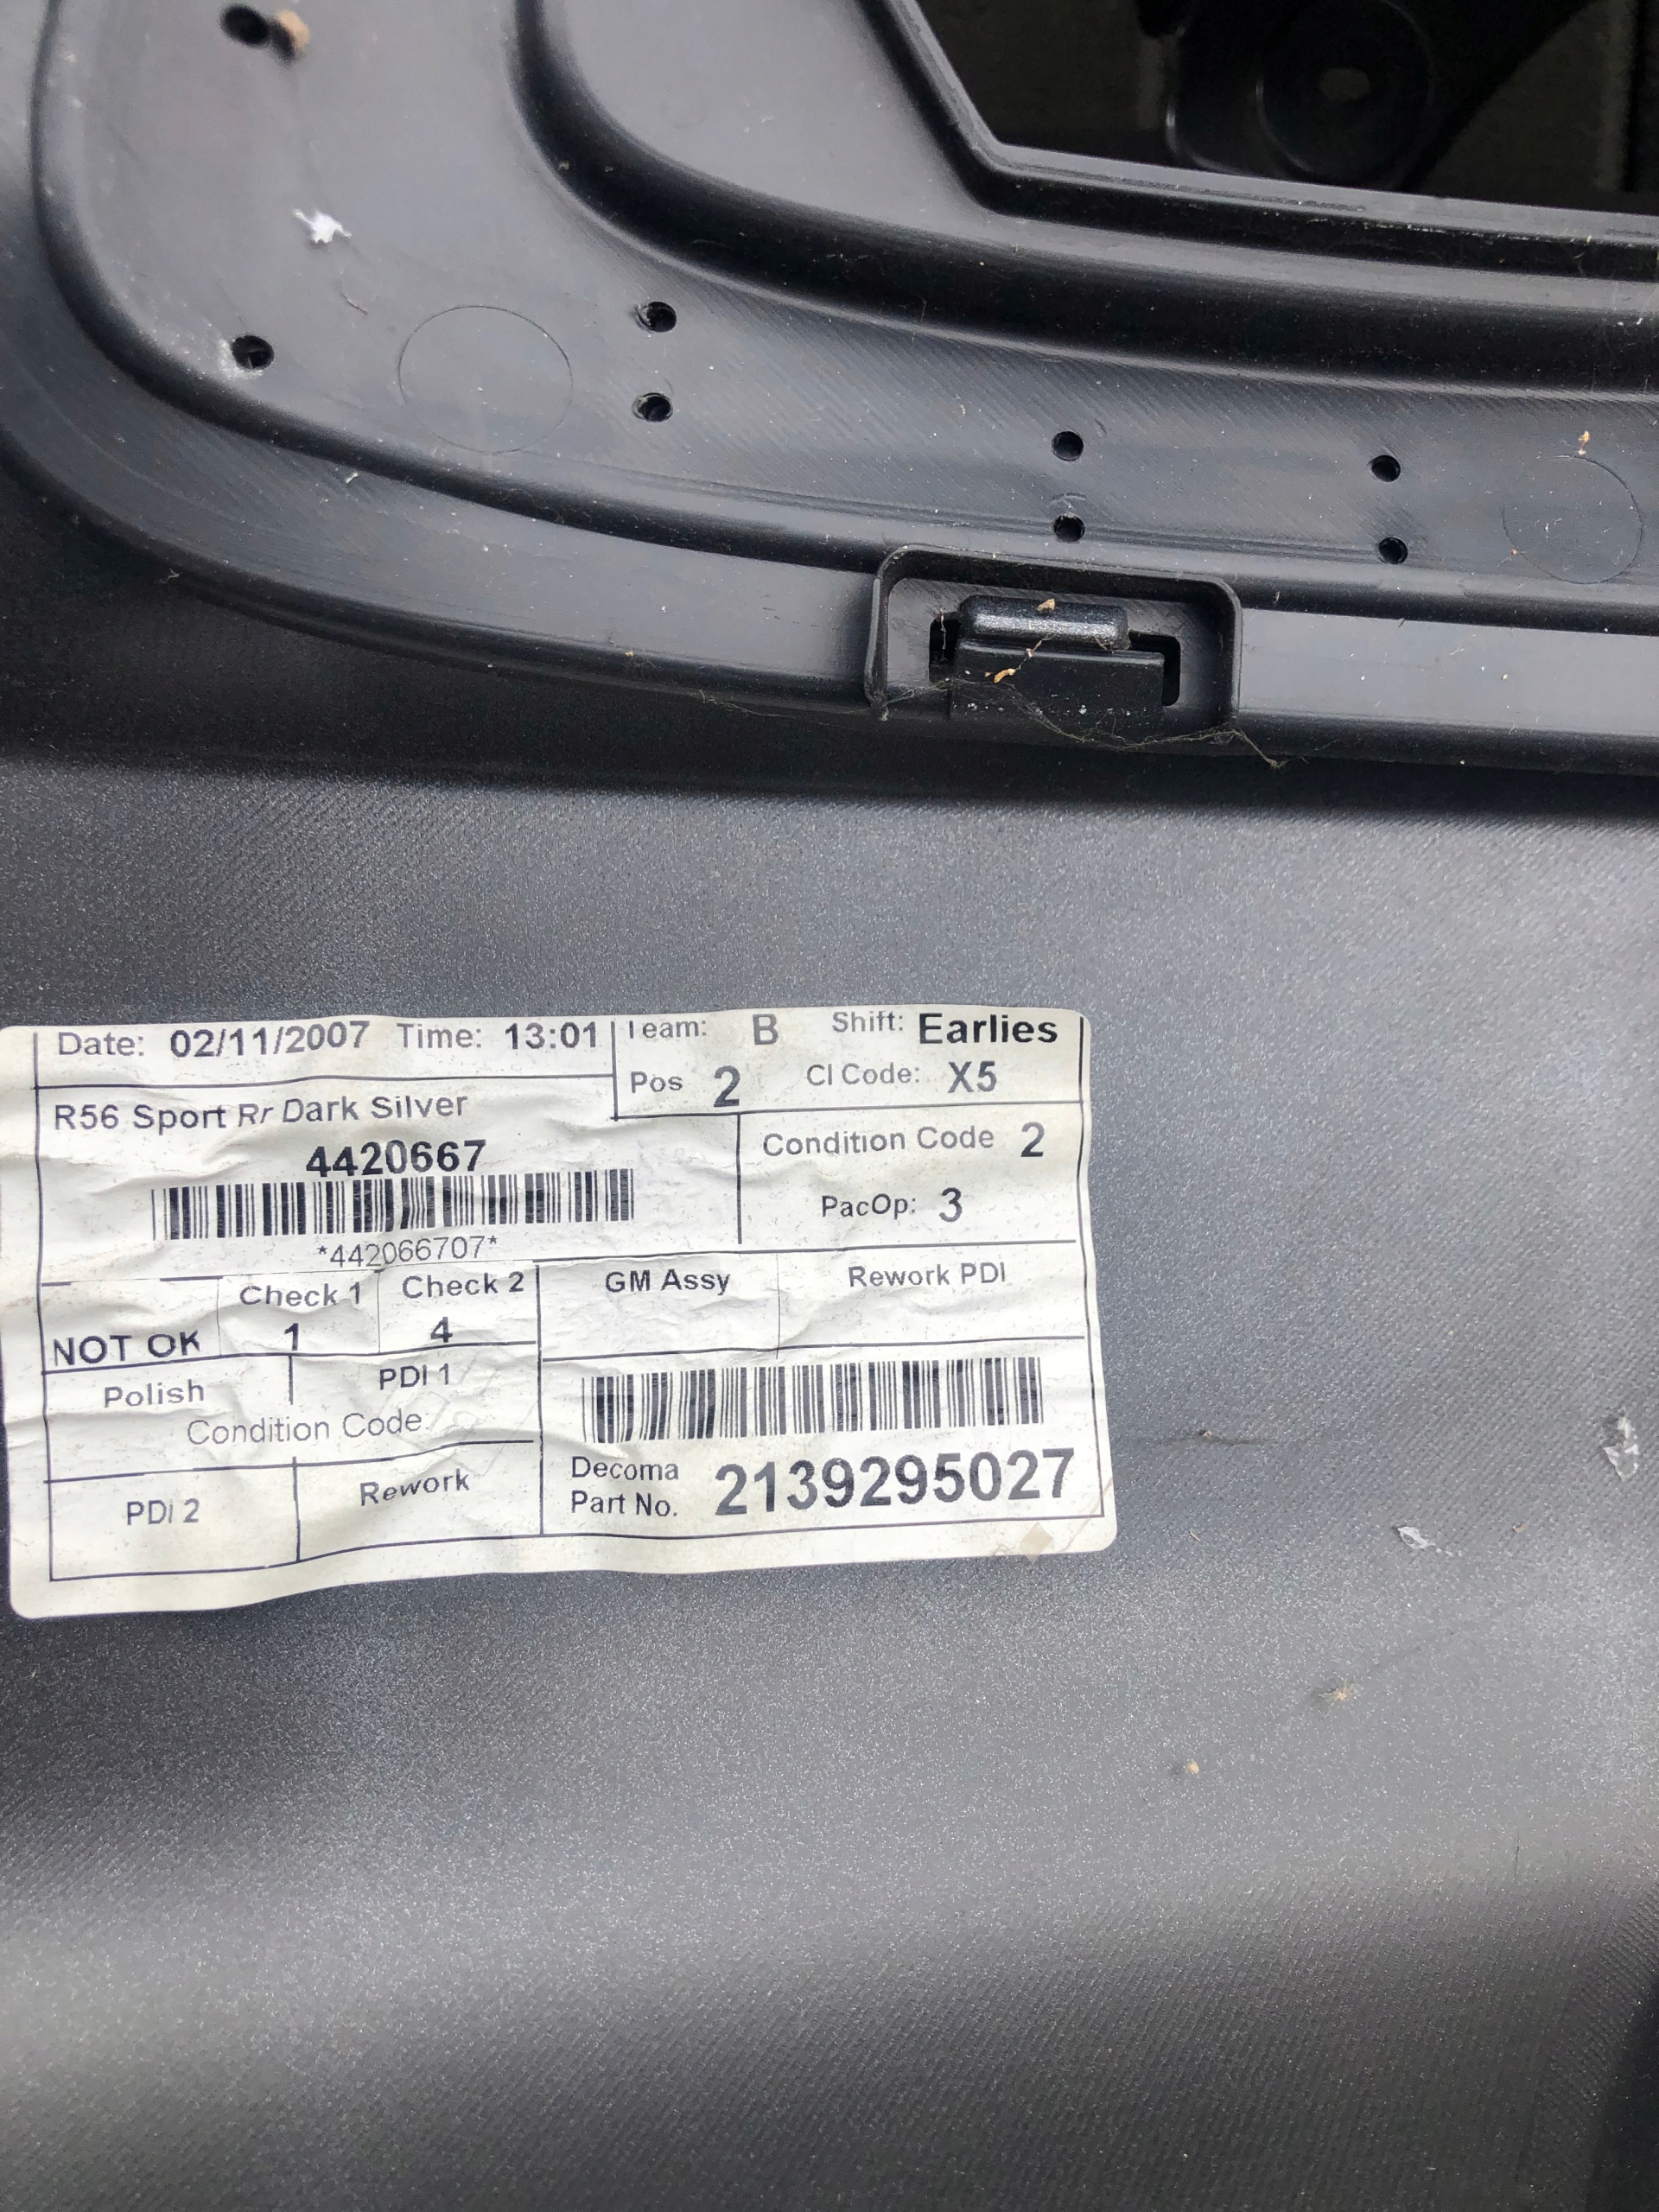 Date: 02/11/2007 Time: 13:01
Team: B Shift: Earlies
Pos 2 CI Code: X5
R56 Sport Rr Dark Silver
4420667
*442066707*
Condition Code 2
PacOp: 3
Check 1 Check 2
NOT OK 1 4
GM Assy Rework PDI
Polish PDI 1
Condition Code:
PDI 2 Rework
Decoma
Part No. 2139295027